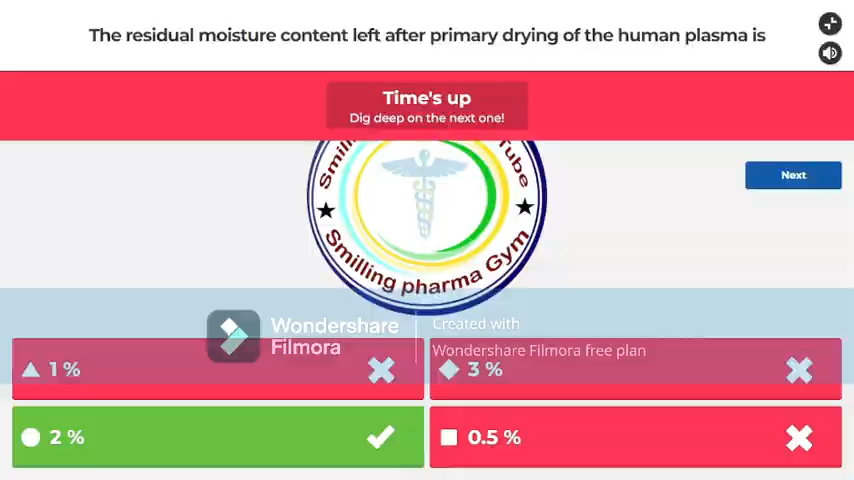 The residual moisture content left after primary drying of the human plasma is
Time's up
Dig deep on the next one!
Next
Tube
Smilling pharma Gym
Wondershare
Filmora
Created with
Wondershare Filmora free plan
1 %
3 %
2 %
0.5 %